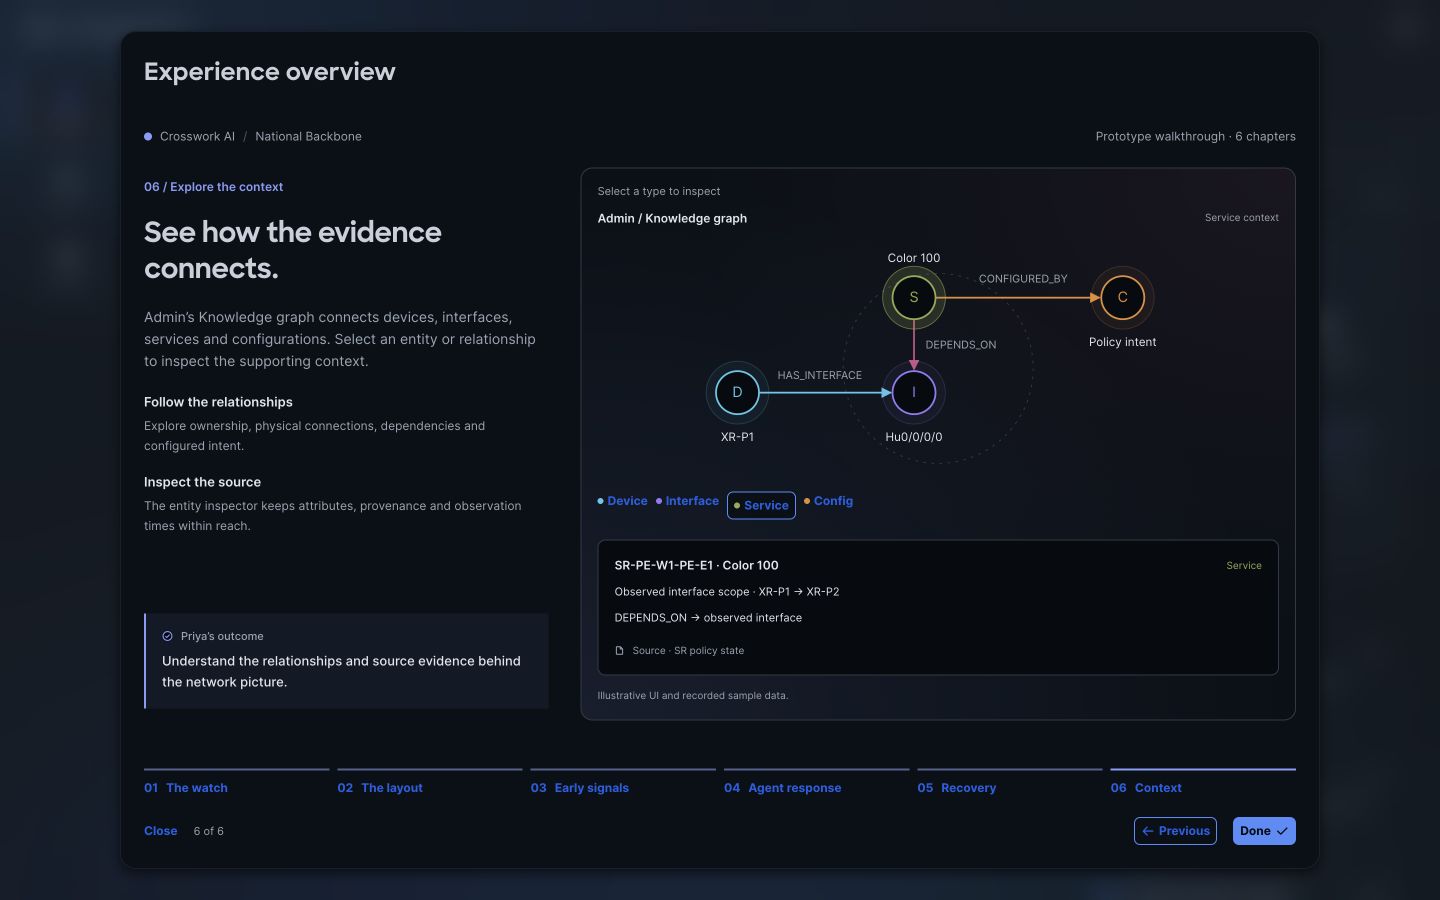 Experience overview
Crosswork AI / National Backbone
Prototype walkthrough · 6 chapters
06 / Explore the context
See how the evidence
connects.
Admin’s Knowledge graph connects devices, interfaces,
services and configurations. Select an entity or relationship
to inspect the supporting context.
Follow the relationships
Explore ownership, physical connections, dependencies and
configured intent.
Inspect the source
The entity inspector keeps attributes, provenance and observation
times within reach.
Priya’s outcome
Understand the relationships and source evidence behind
the network picture.
Select a type to inspect
Admin / Knowledge graph
Service context
Color 100
S
CONFIGURED_BY
C
Policy intent
DEPENDS_ON
D
HAS_INTERFACE
I
XR-P1
Hu0/0/0/0
Device Interface Service Config
SR-PE-W1-PE-E1 · Color 100
Service
Observed interface scope · XR-P1 → XR-P2
DEPENDS_ON → observed interface
Source · SR policy state
Illustrative UI and recorded sample data.
01 The watch
02 The layout
03 Early signals
04 Agent response
05 Recovery
06 Context
Close 6 of 6
← Previous
Done